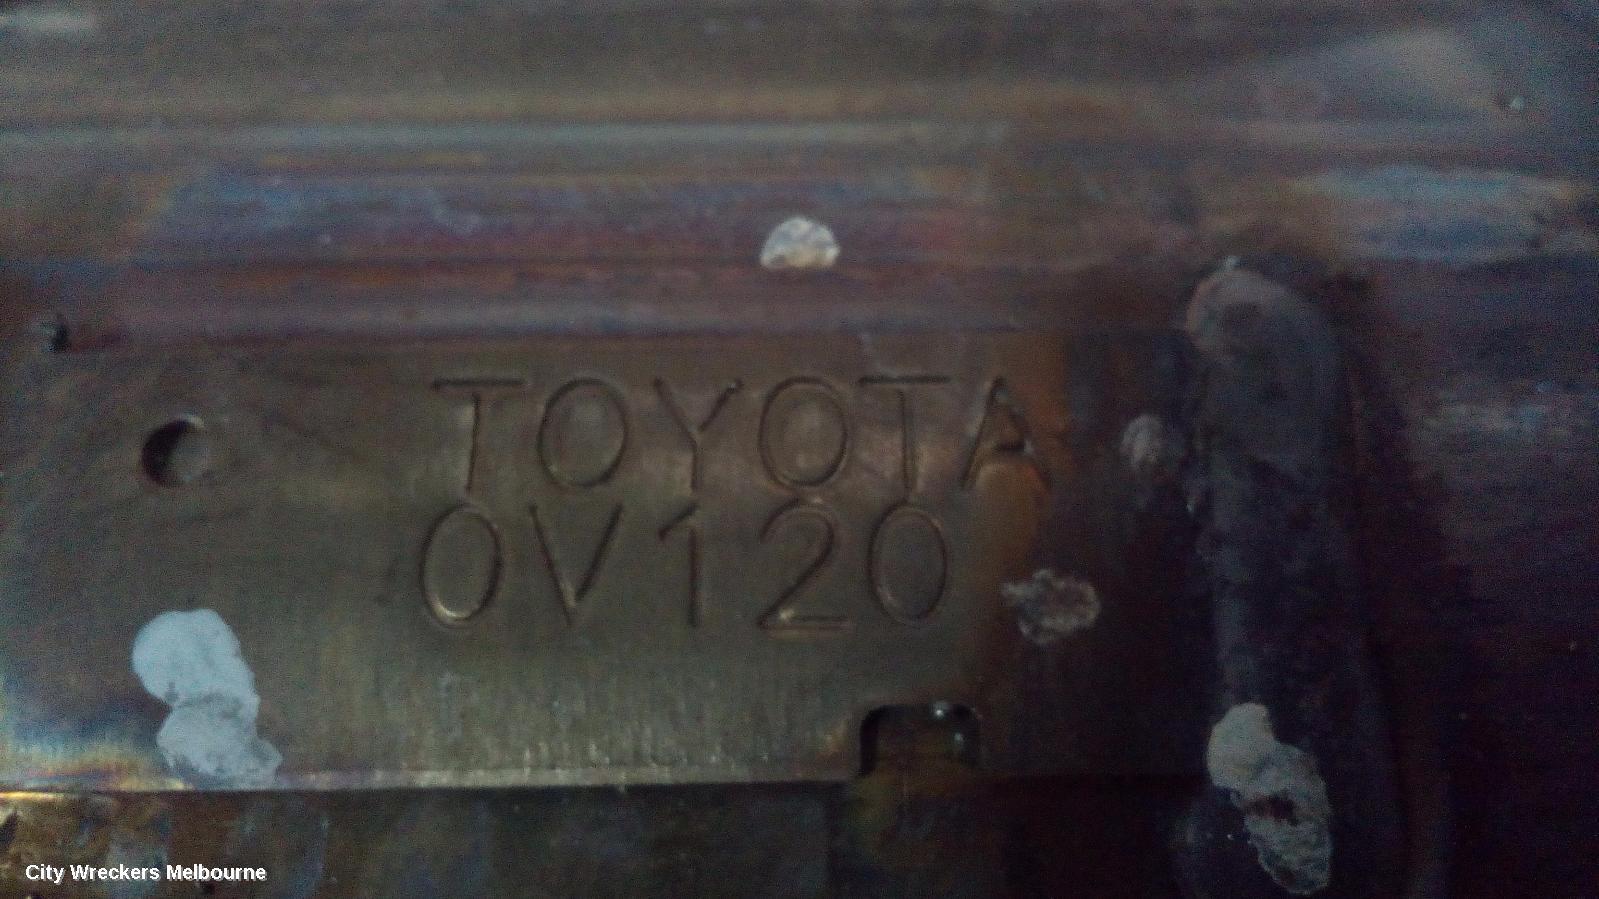 TOYOTA
0V120
City Wreckers Melbourne